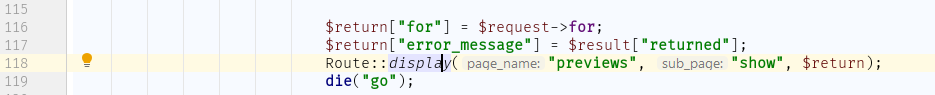 115
116 $return["for"] = $request->for;
117 $return["error_message"] = $result["returned"];
118 Route::display( page_name: "previews", sub_page: "show", $return);
119 die("go");